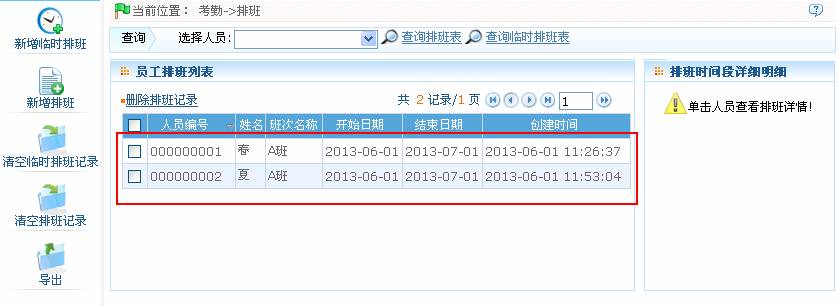 当前位置： 考勤->排班
新增临时排班
新增排班
清空临时排班记录
清空排班记录
导出
查询 选择人员: 查询排班表 查询临时排班表
员工排班列表
删除排班记录 共 2 记录/1 页 1
人员编号 姓名 班次名称 开始日期 结束日期 创建时间
000000001 春 A班 2013-06-01 2013-07-01 2013-06-01 11:26:37
000000002 夏 A班 2013-06-01 2013-07-01 2013-06-01 11:53:04
排班时间段详细明细
单击人员查看排班详情!